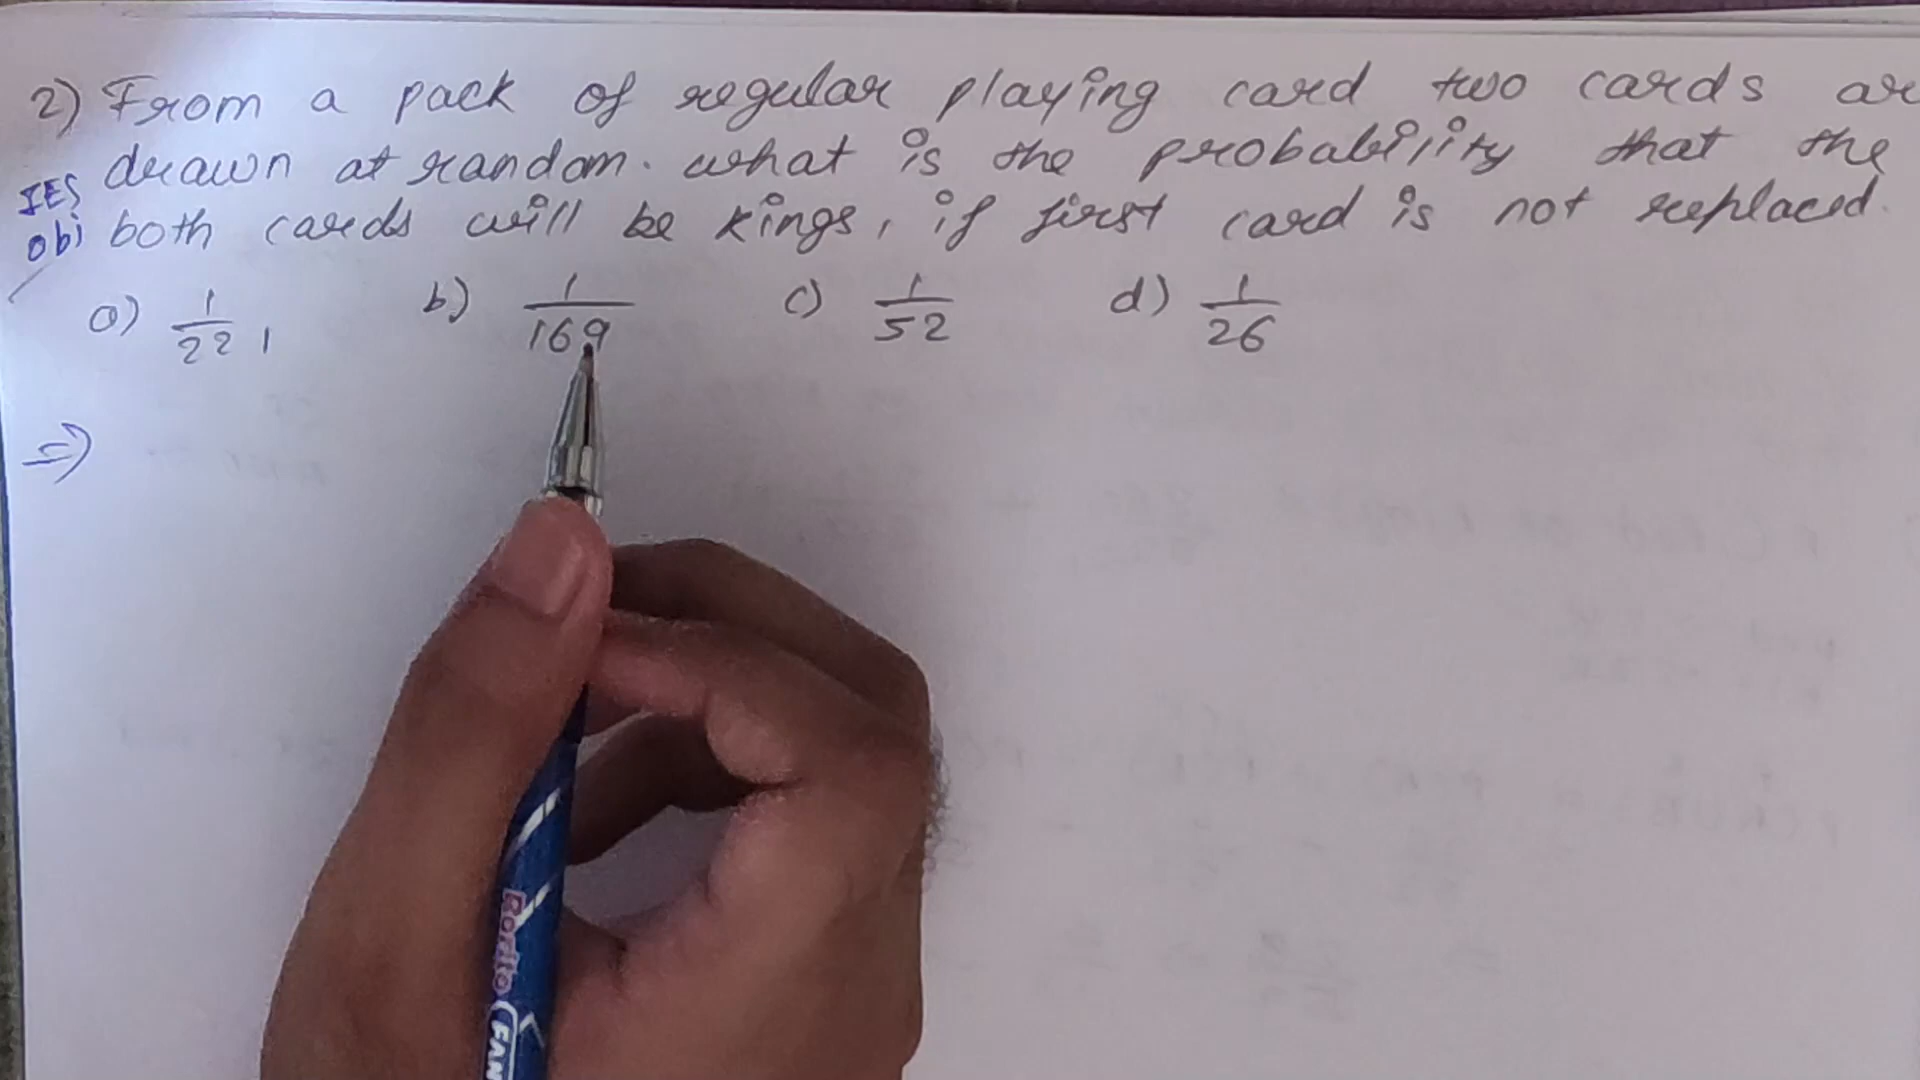 2) From a pack of regular playing card two cards ar
drawn at random. what is the probability that the
IES
obj both cards will be kings, if first card is not replaced.
a) 1/221 b) 1/169 c) 1/52 d) 1/26
⇒
Rorito FAN